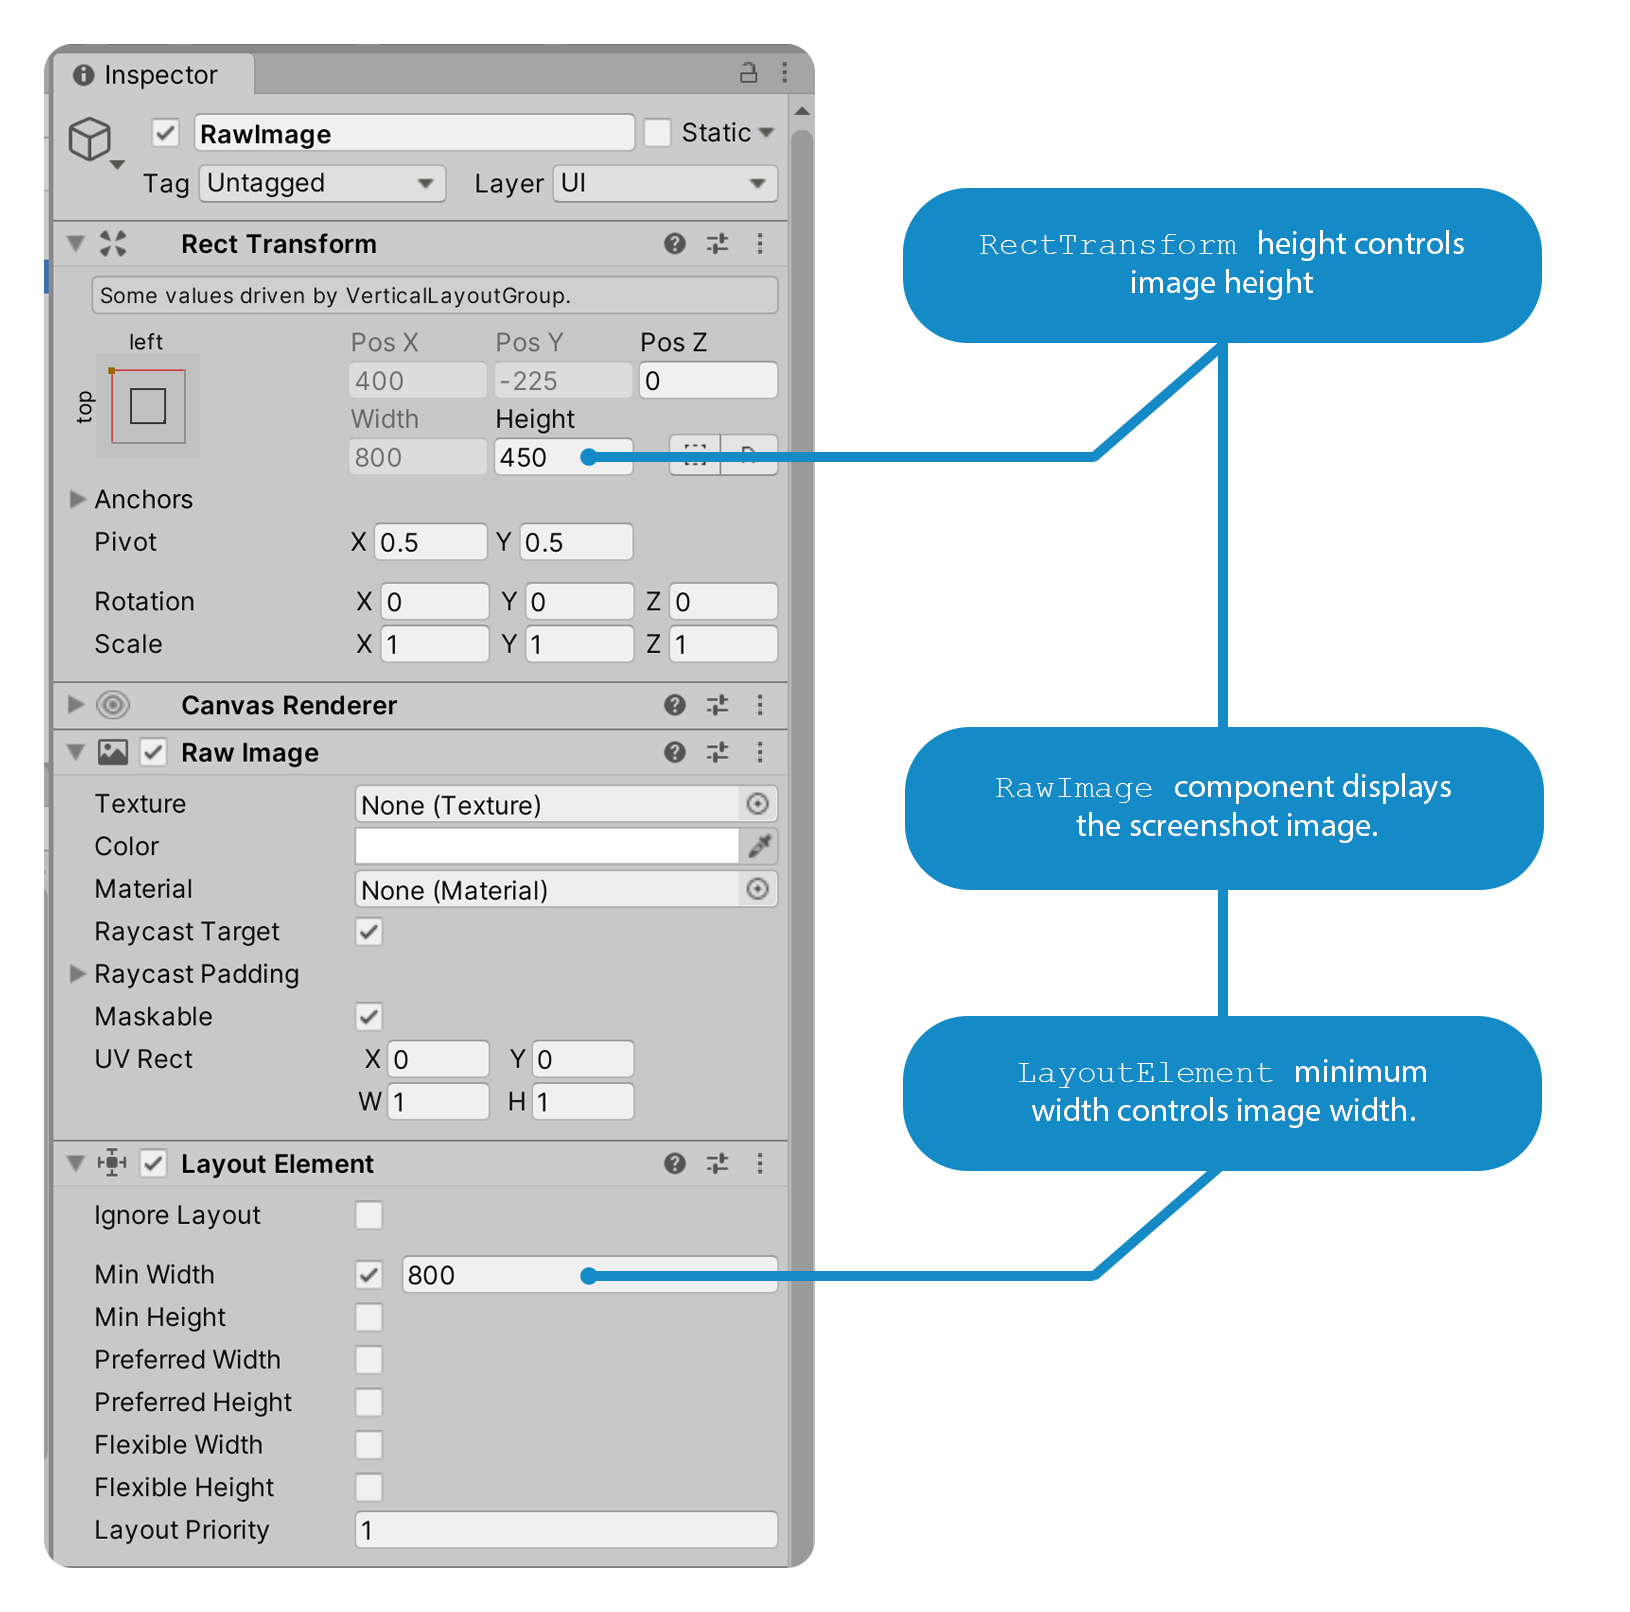 Inspector
RawImage
Static
Tag Untagged Layer UI
Rect Transform
Some values driven by VerticalLayoutGroup.
left
top
Pos X Pos Y Pos Z
400 -225 0
Width Height
800 450
Anchors
Pivot X 0.5 Y 0.5
Rotation X 0 Y 0 Z 0
Scale X 1 Y 1 Z 1
Canvas Renderer
Raw Image
Texture None (Texture)
Color
Material None (Material)
Raycast Target
Raycast Padding
Maskable
UV Rect X 0 Y 0
W 1 H 1
Layout Element
Ignore Layout
Min Width 800
Min Height
Preferred Width
Preferred Height
Flexible Width
Flexible Height
Layout Priority 1
RectTransform height controls
image height
RawImage component displays
the screenshot image.
LayoutElement minimum
width controls image width.